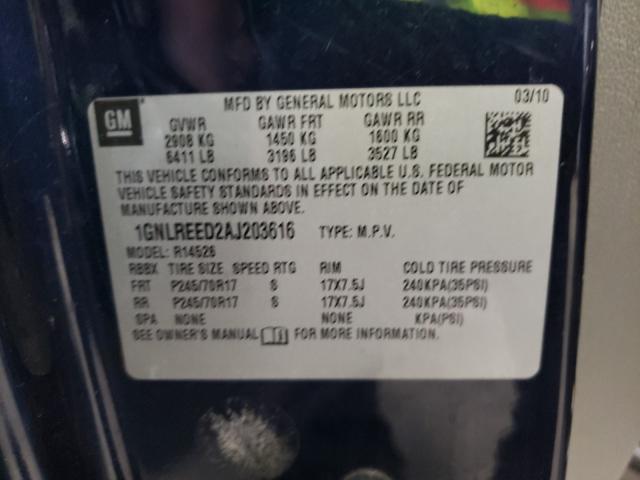 GM
MFD BY GENERAL MOTORS LLC 03/10
GVWR GAWR FRT GAWR RR
2908 KG 1450 KG 1600 KG
6411 LB 3196 LB 3527 LB
THIS VEHICLE CONFORMS TO ALL APPLICABLE U.S. FEDERAL MOTOR
VEHICLE SAFETY STANDARDS IN EFFECT ON THE DATE OF
MANUFACTURE SHOWN ABOVE.
1GNLREED2AJ203616 TYPE: M.P.V.
MODEL: R14526
RBBX TIRE SIZE SPEED RTG RIM COLD TIRE PRESSURE
FRT P245/70R17 S 17X7.5J 240KPA(35PSI)
RR P245/70R17 S 17X7.5J 240KPA(35PSI)
SPA NONE NONE KPA(PSI)
SEE OWNER'S MANUAL FOR MORE INFORMATION.